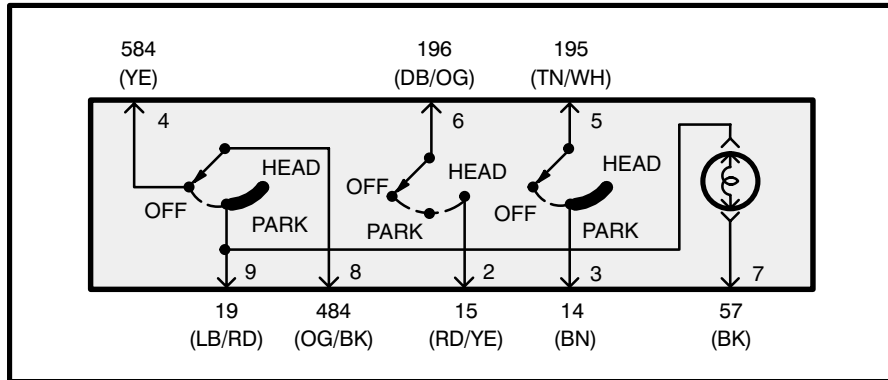 584 196 195
(YE) (DB/OG) (TN/WH)
4 6 5
HEAD HEAD HEAD
OFF OFF OFF
PARK PARK PARK
9 8 2 3 7
19 484 15 14 57
(LB/RD) (OG/BK) (RD/YE) (BN) (BK)